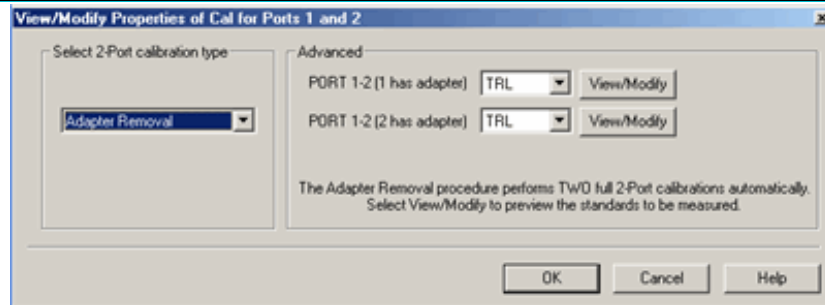 View/Modify Properties of Cal for Ports 1 and 2
Select 2-Port calibration type
Adapter Removal
Advanced
PORT 1-2 (1 has adapter) TRL View/Modify
PORT 1-2 (2 has adapter) TRL View/Modify
The Adapter Removal procedure performs TWO full 2-Port calibrations automatically.
Select View/Modify to preview the standards to be measured.
OK Cancel Help